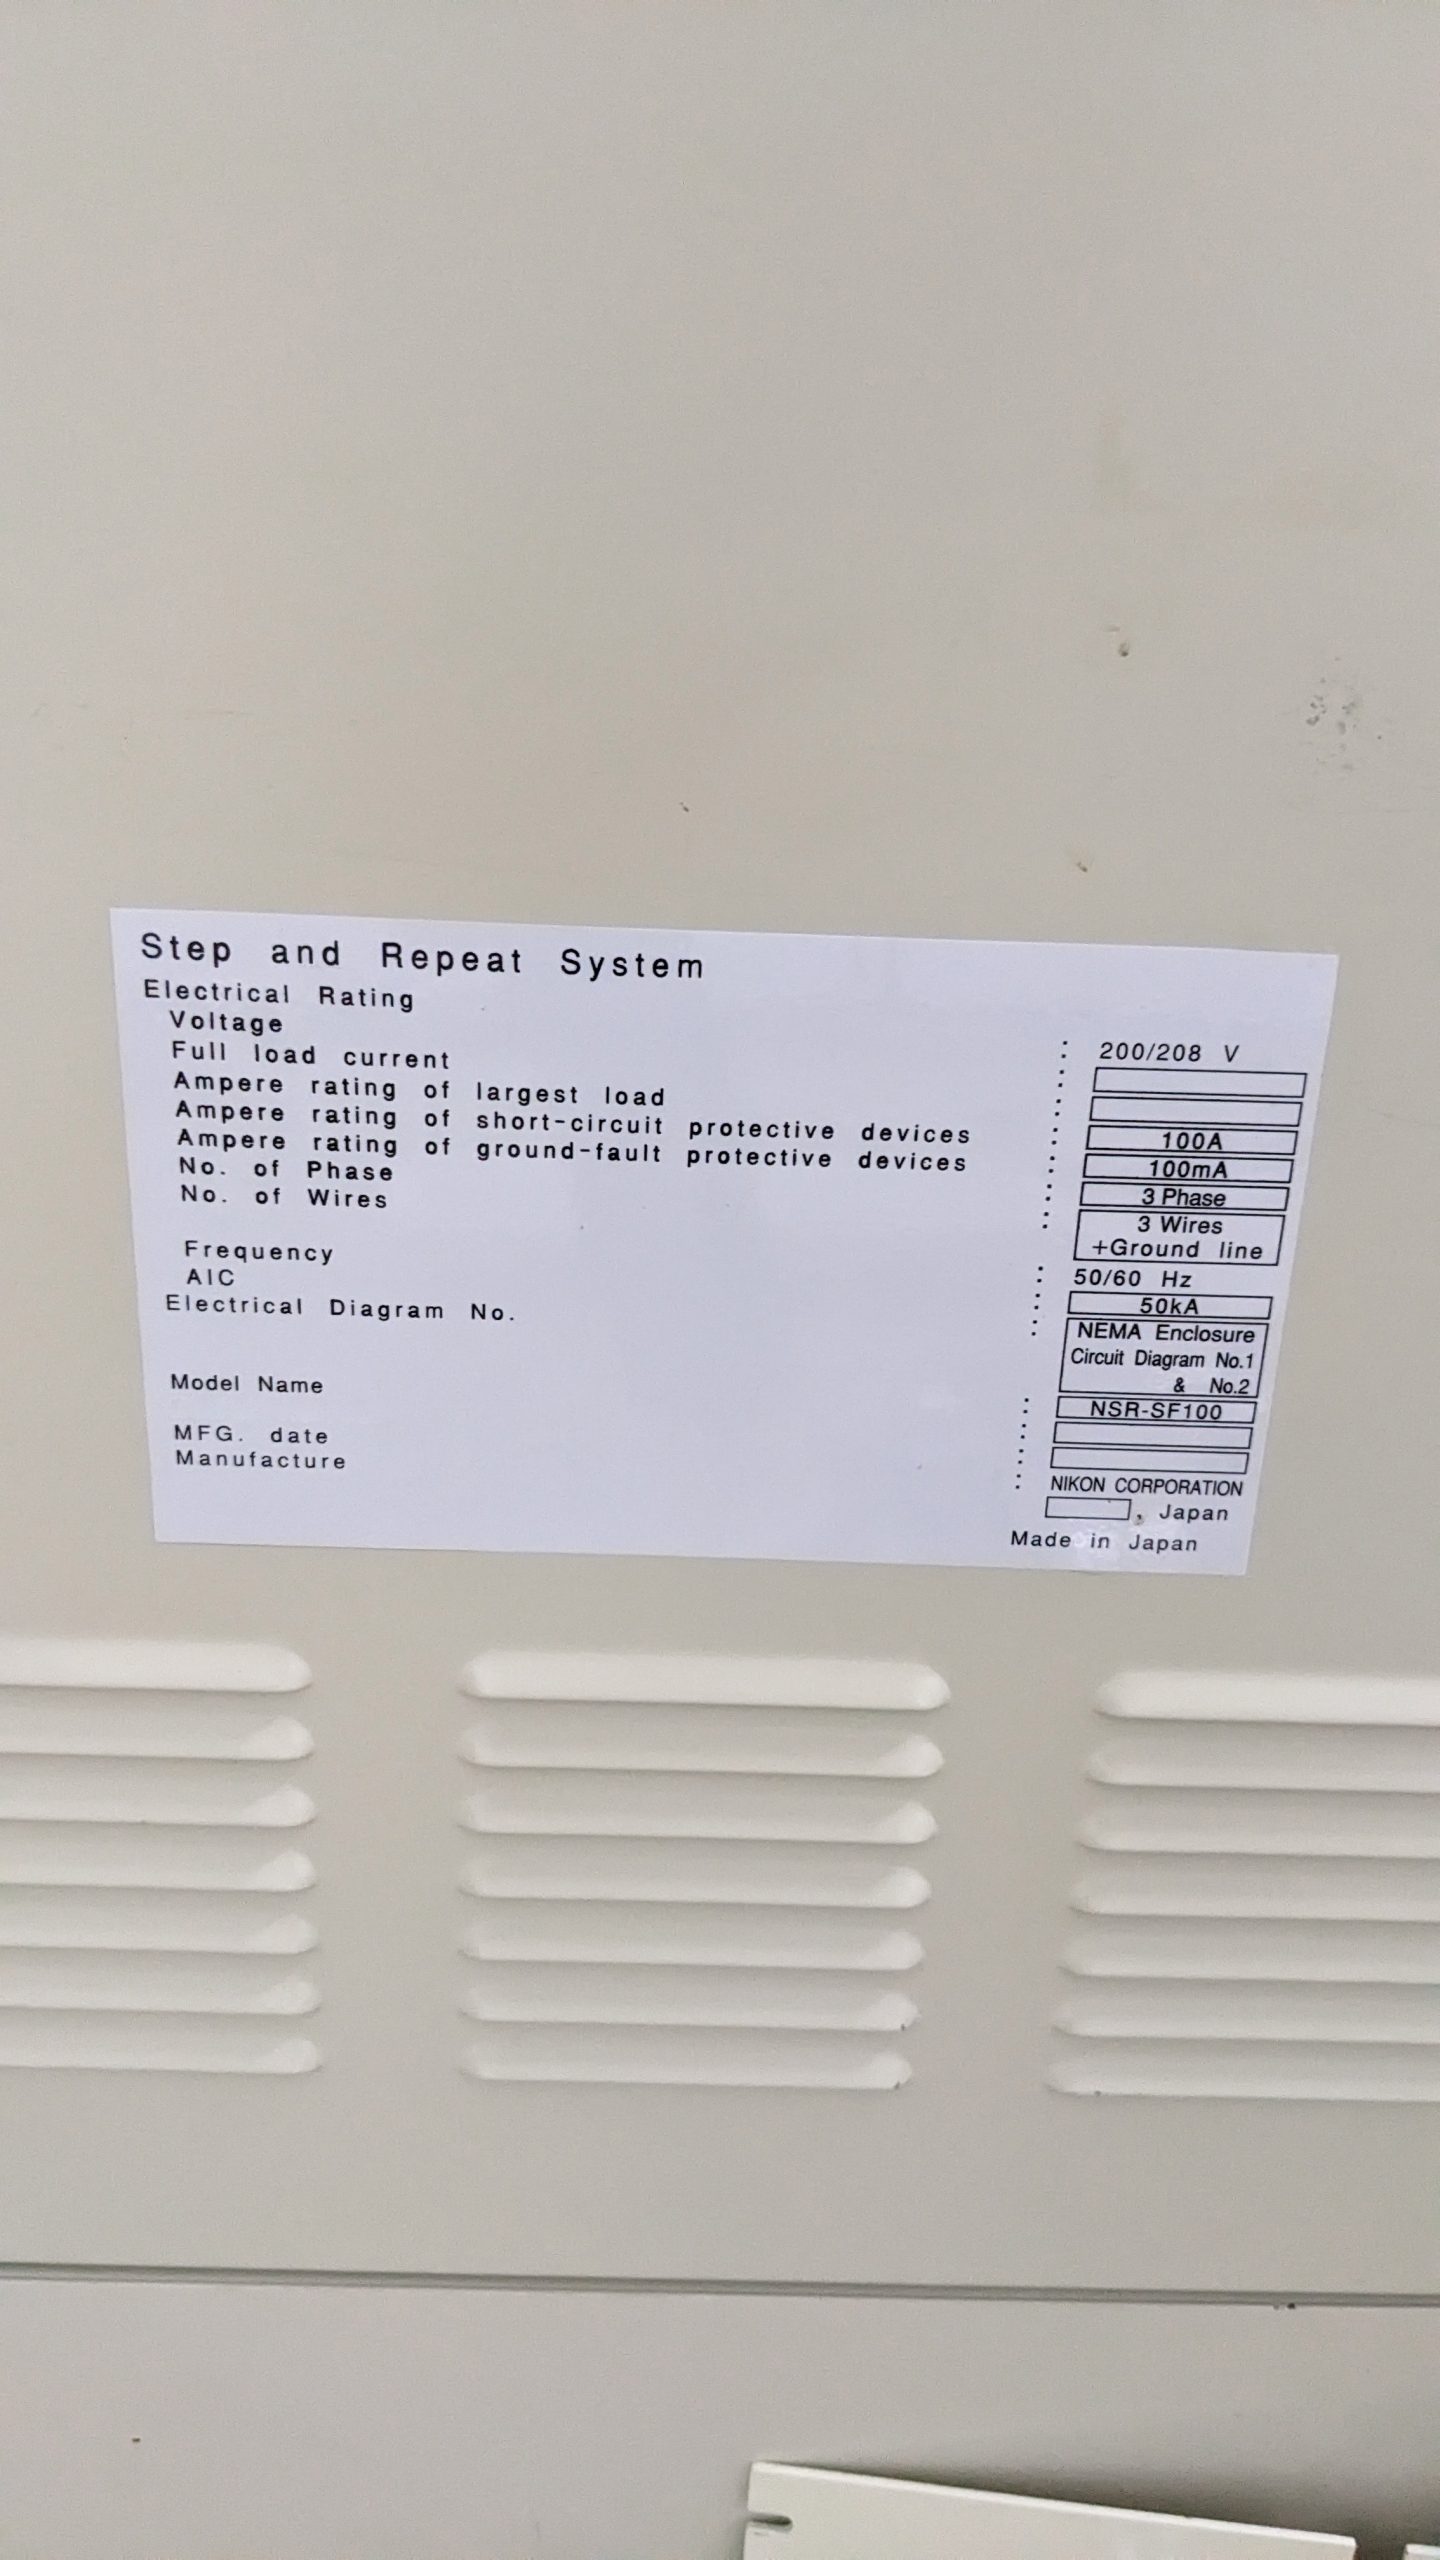 Step and Repeat System
Electrical Rating
Voltage : 200/208 V
Full load current :
Ampere rating of largest load :
Ampere rating of short-circuit protective devices : 100A
Ampere rating of ground-fault protective devices : 100mA
No. of Phase : 3 Phase
No. of Wires : 3 Wires
+Ground line
Frequency : 50/60 Hz
AIC : 50kA
Electrical Diagram No. : NEMA Enclosure
Circuit Diagram No.1
& No.2
Model Name : NSR-SF100
MFG. date :
Manufacture : NIKON CORPORATION
, Japan
Made in Japan